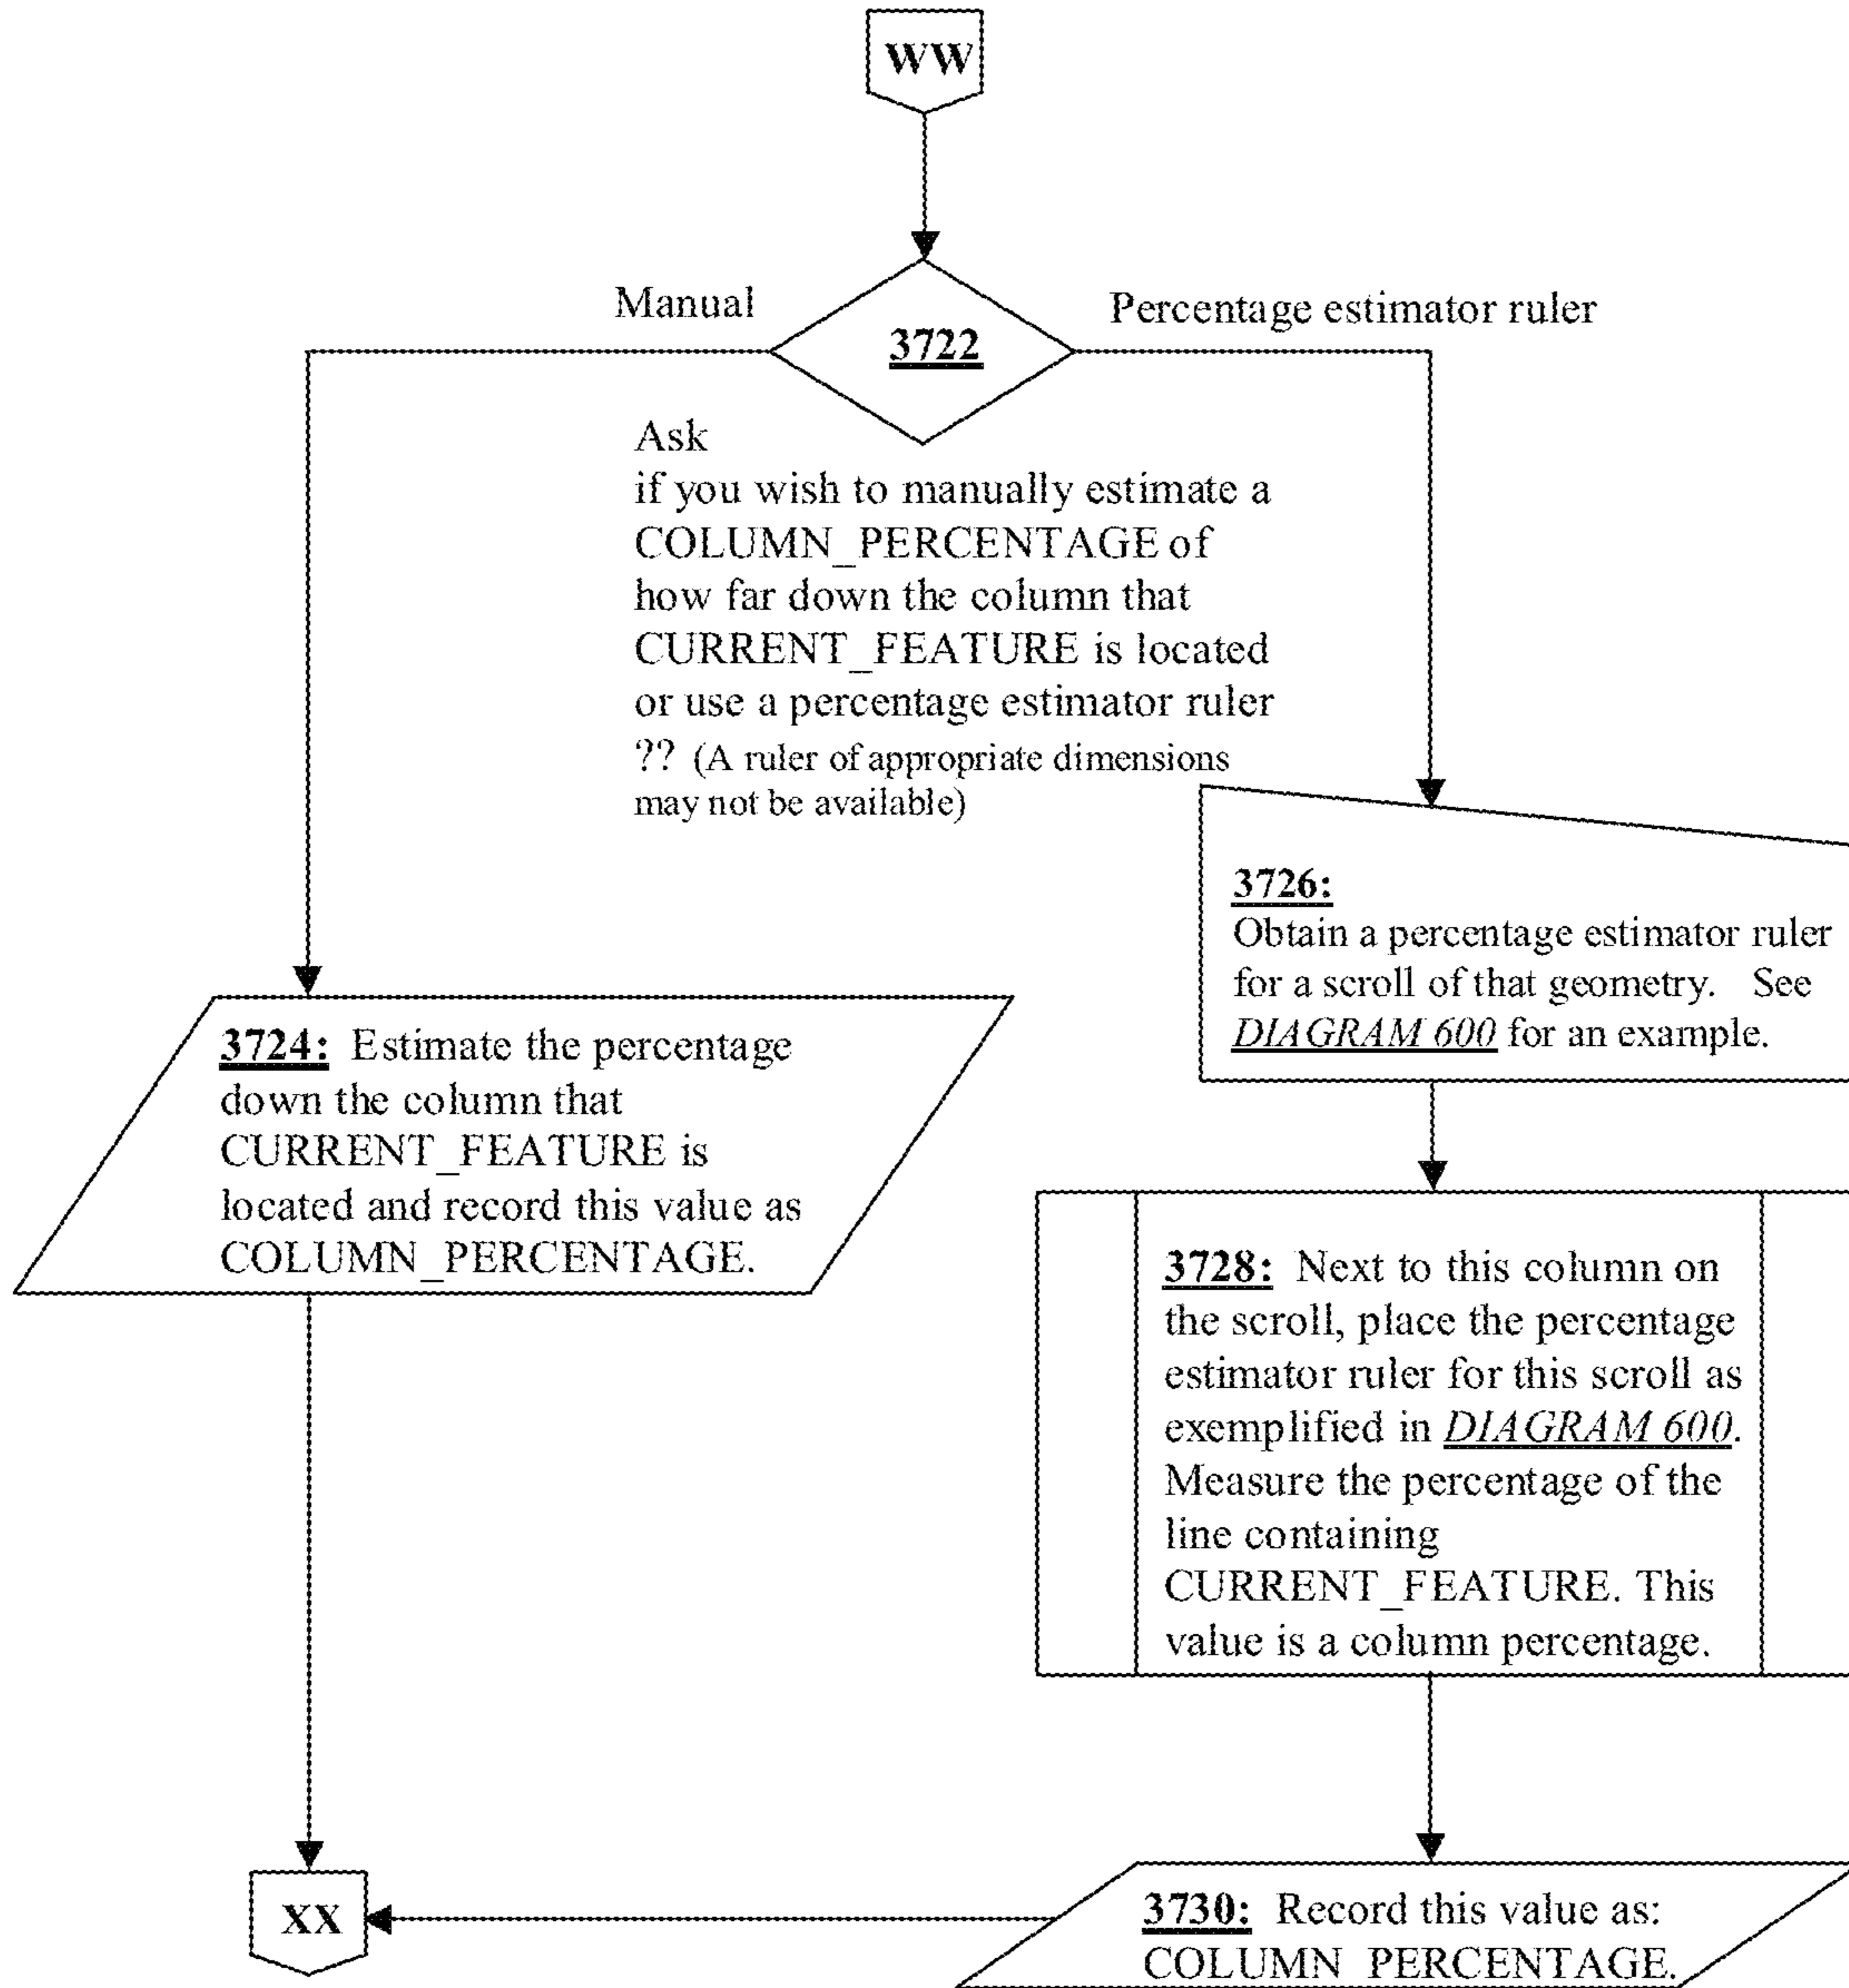 WW
Manual
Percentage estimator ruler
3722
Ask
if you wish to manually estimate a
COLUMN_PERCENTAGE of
how far down the column that
CURRENT_FEATURE is located
or use a percentage estimator ruler
?? (A ruler of appropriate dimensions
may not be available)
3726:
Obtain a percentage estimator ruler
for a scroll of that geometry. See
DIAGRAM 600 for an example.
3724: Estimate the percentage
down the column that
CURRENT_FEATURE is
located and record this value as
COLUMN_PERCENTAGE.
3728: Next to this column on
the scroll, place the percentage
estimator ruler for this scroll as
exemplified in DIAGRAM 600.
Measure the percentage of the
line containing
CURRENT_FEATURE. This
value is a column percentage.
XX
3730: Record this value as:
COLUMN_PERCENTAGE.